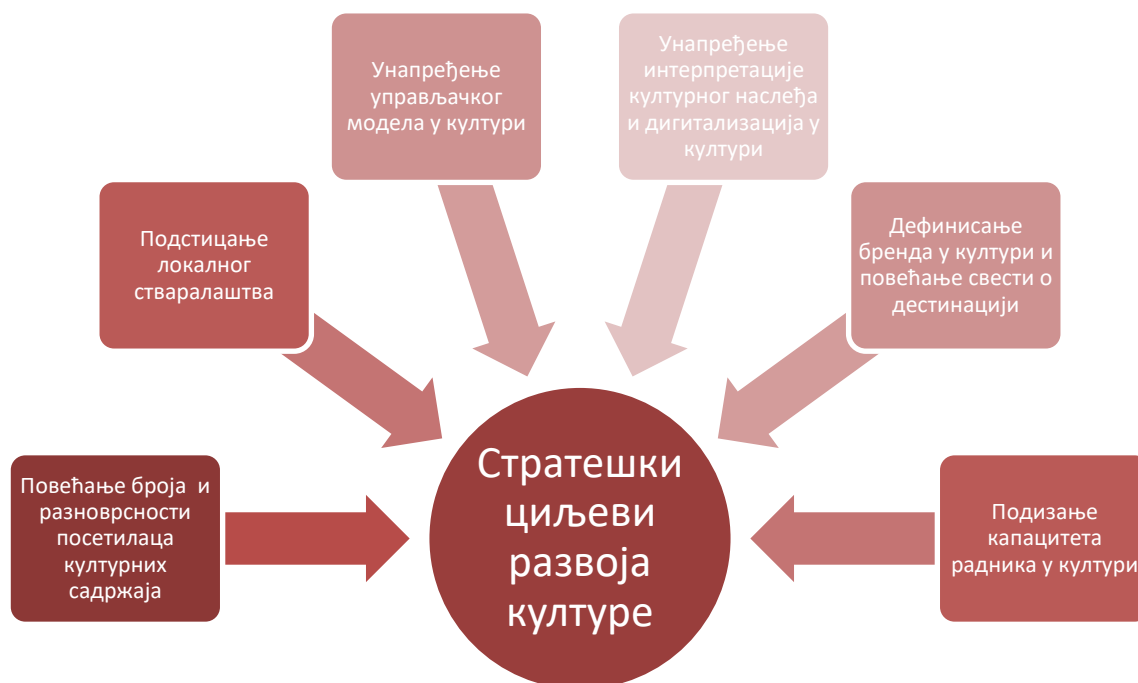 Унапређење
управљачког
модела у култури
Унапређење
интерпретације
културног наслеђа
и дигитализација у
култури
Подстицање
локалног
стваралаштва
Дефинисање
бренда у култури и
повећање свести о
дестинацији
Повећање броја и
разноврсности
посетилаца
културних
садржаја
Стратешки
циљеви
развоја
културе
Подизање
капацитета
радника у култури